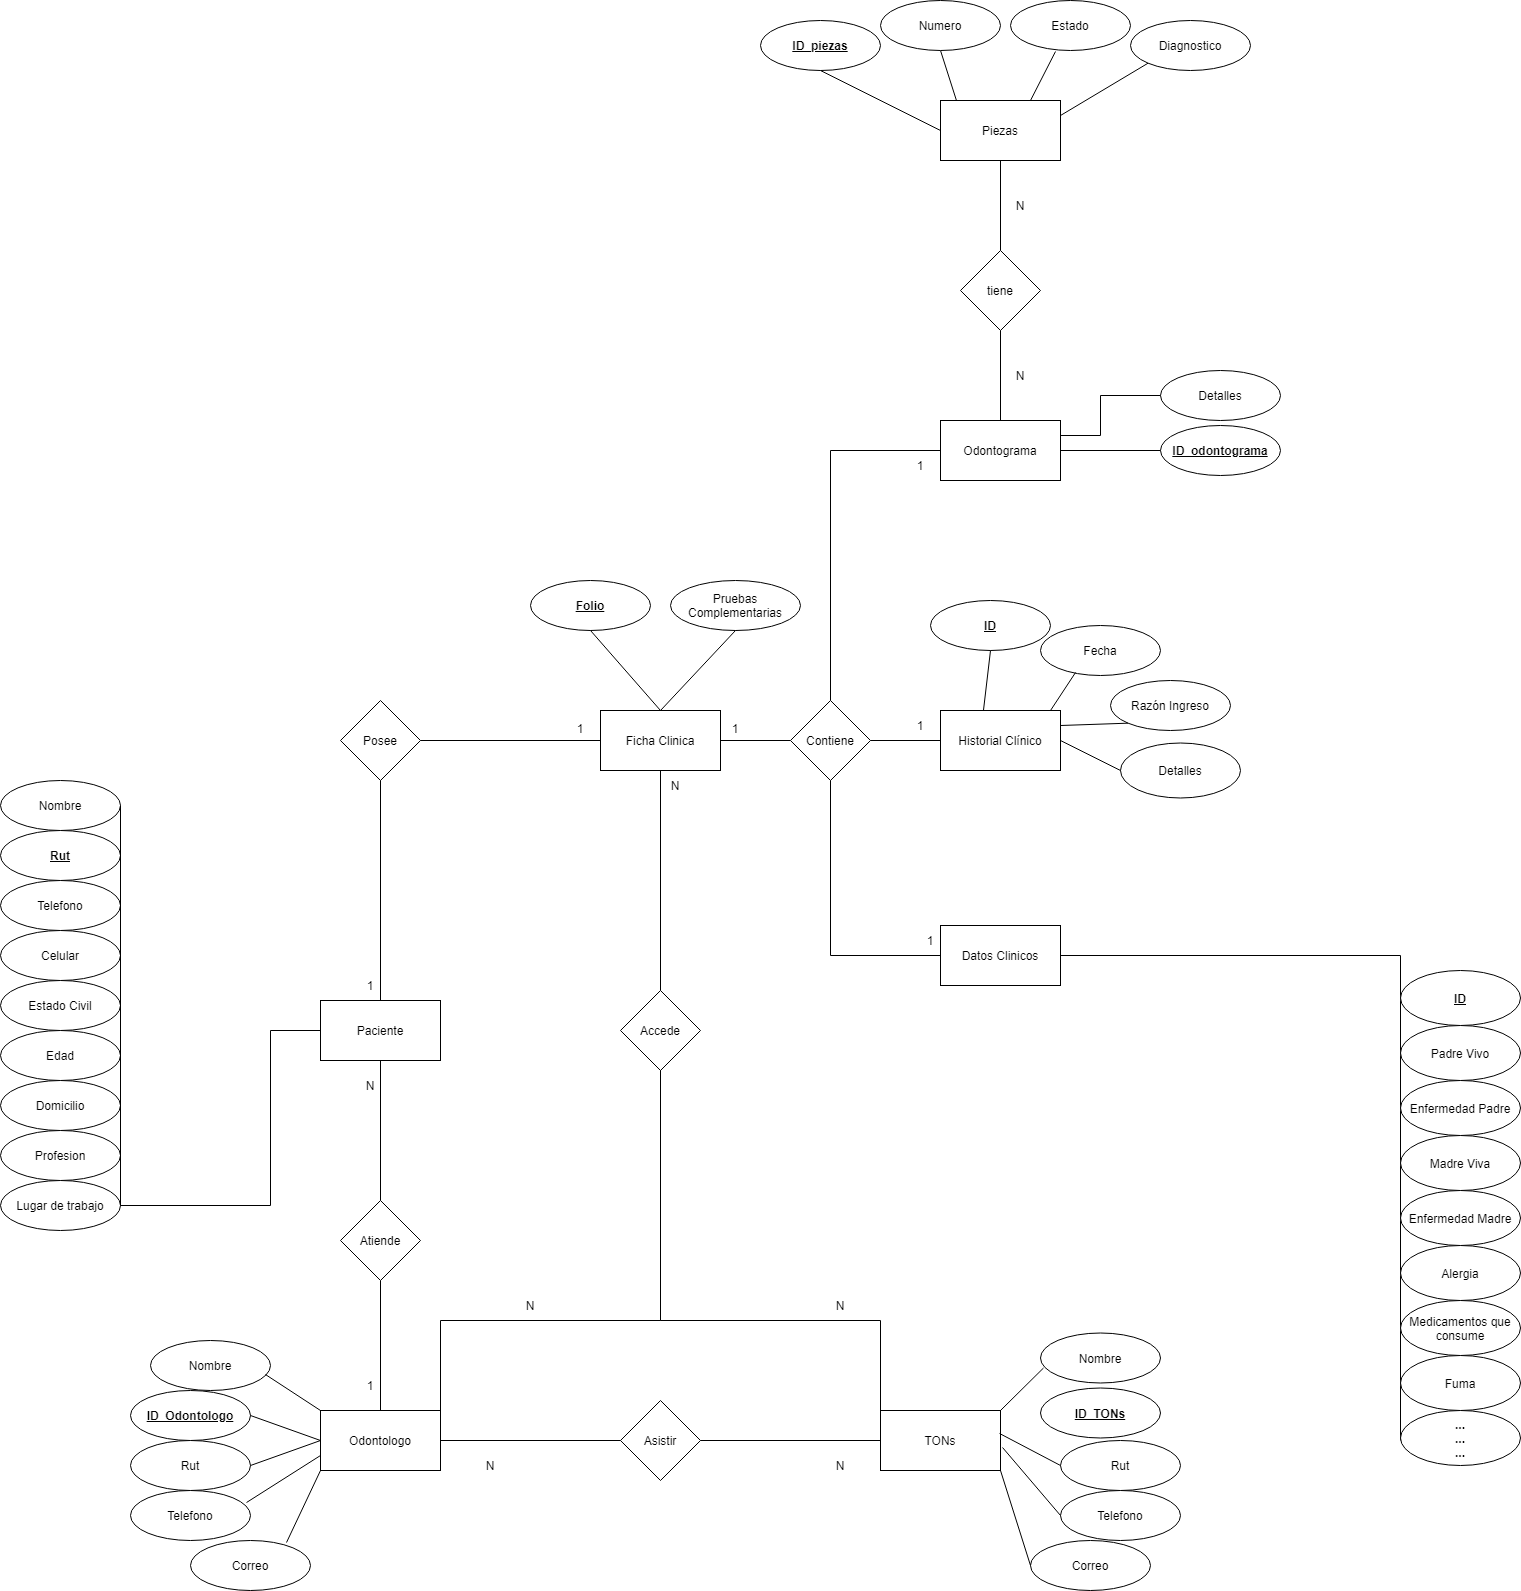 ID_piezas
Numero
Estado
Diagnostico
Piezas
N
tiene
N
Detalles
Odontograma
ID_odontograma
1
Folio
Pruebas
Complementarias
ID
Fecha
Razón Ingreso
Posee
1
Ficha Clinica
1
Contiene
1
Historial Clínico
Detalles
N
Nombre
Rut
Telefono
Celular
Estado Civil
Edad
Domicilio
Profesion
Lugar de trabajo
1
Paciente
N
Accede
1
Datos Clinicos
ID
Padre Vivo
Enfermedad Padre
Madre Viva
Enfermedad Madre
Alergia
Medicamentos que
consume
Fuma
...
...
...
Atiende
N
N
1
Nombre
ID_Odontologo
Rut
Telefono
Correo
Odontologo
N
Asistir
N
TONs
Nombre
ID_TONs
Rut
Telefono
Correo